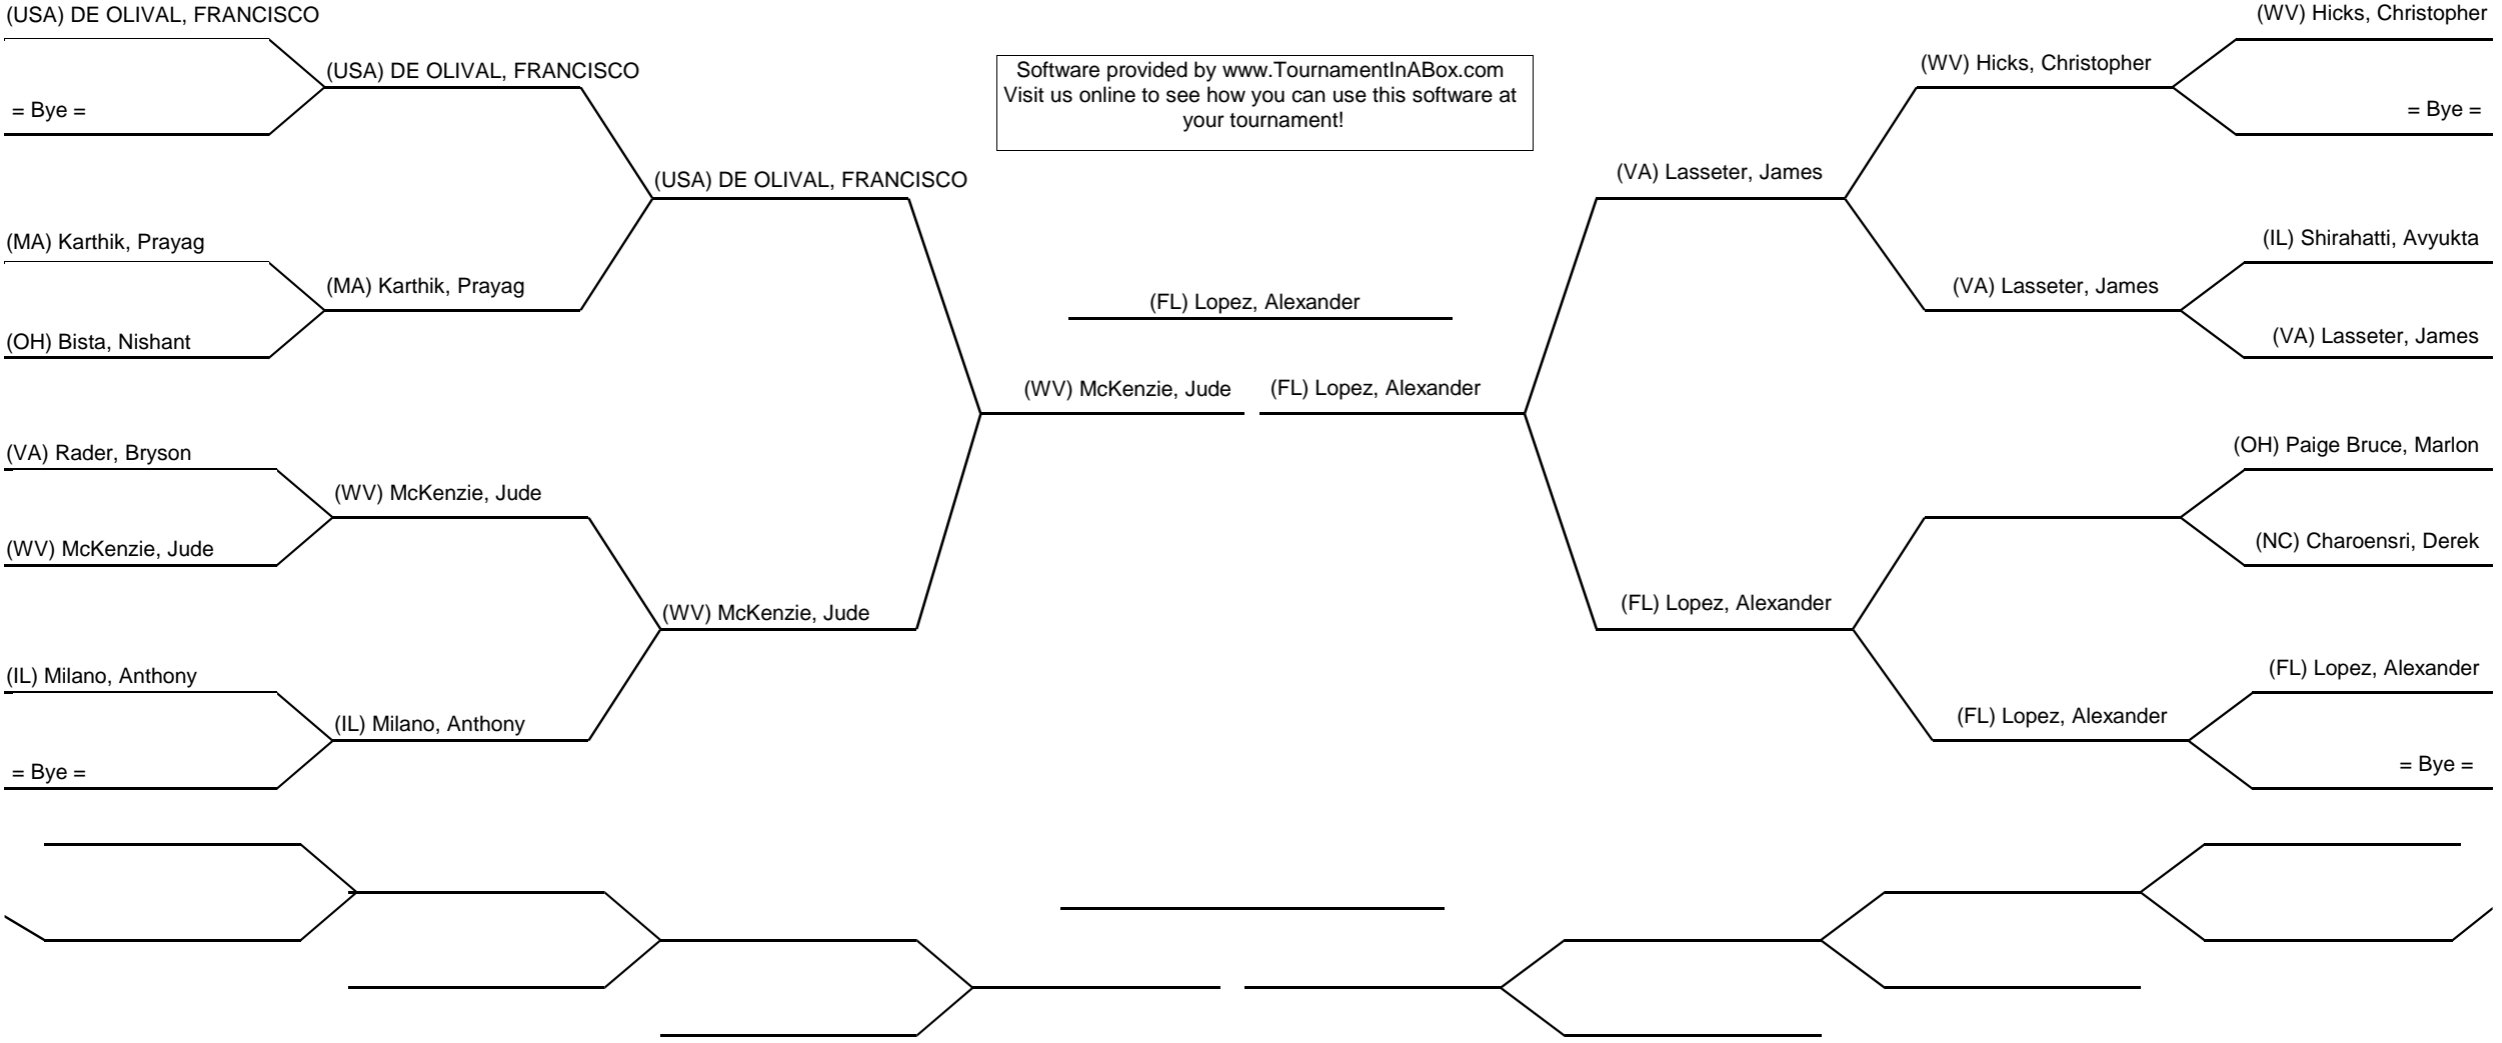 (USA) DE OLIVAL, FRANCISCO
= Bye =
(MA) Karthik, Prayag
(OH) Bista, Nishant
(VA) Rader, Bryson
(WV) McKenzie, Jude
(IL) Milano, Anthony
= Bye =
(USA) DE OLIVAL, FRANCISCO
(MA) Karthik, Prayag
(WV) McKenzie, Jude
(IL) Milano, Anthony
(USA) DE OLIVAL, FRANCISCO
(WV) McKenzie, Jude
Software provided by www.TournamentInABox.com
Visit us online to see how you can use this software at
your tournament!
(FL) Lopez, Alexander
(WV) McKenzie, Jude
(FL) Lopez, Alexander
(VA) Lasseter, James
(FL) Lopez, Alexander
(WV) Hicks, Christopher
(VA) Lasseter, James
(FL) Lopez, Alexander
(WV) Hicks, Christopher
= Bye =
(IL) Shirahatti, Avyukta
(VA) Lasseter, James
(OH) Paige Bruce, Marlon
(NC) Charoensri, Derek
(FL) Lopez, Alexander
= Bye =